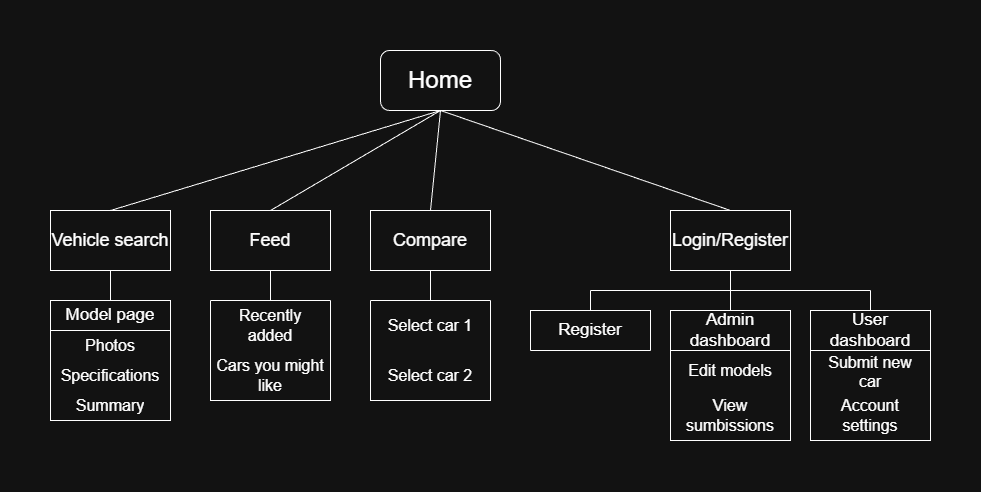 Home
Vehicle search
Feed
Compare
Login/Register
Model page
Photos
Specifications
Summary
Recently
added
Cars you might
like
Select car 1
Select car 2
Register
Admin
dashboard
Edit models
View
sumbissions
User
dashboard
Submit new
car
Account
settings